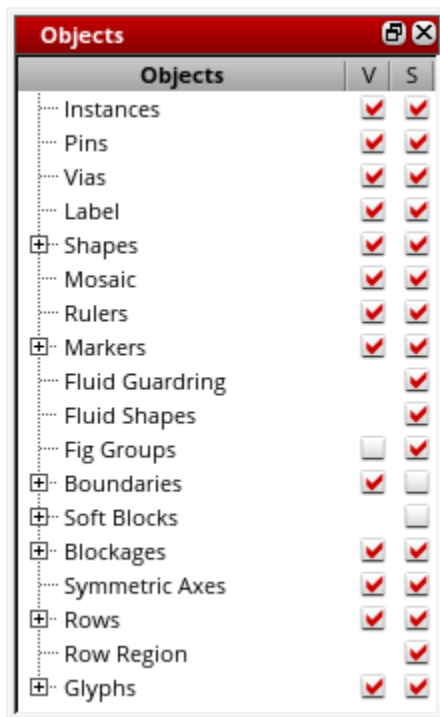 Objects
Objects V S
Instances
Pins
Vias
Label
Shapes
Mosaic
Rulers
Markers
Fluid Guardring
Fluid Shapes
Fig Groups
Boundaries
Soft Blocks
Blockages
Symmetric Axes
Rows
Row Region
Glyphs